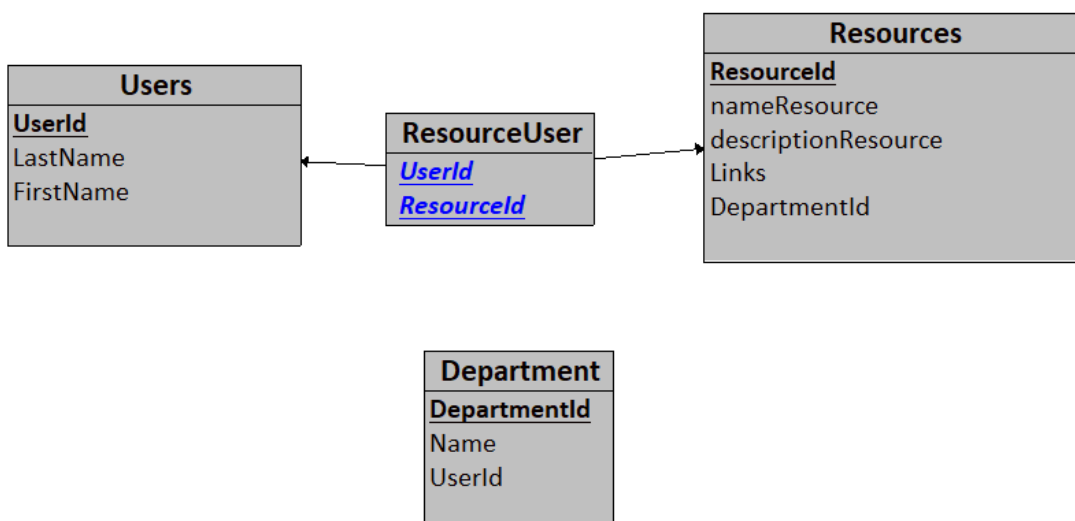 Users
UserId
LastName
FirstName
ResourceUser
UserId
ResourceId
Resources
ResourceId
nameResource
descriptionResource
Links
DepartmentId
Department
DepartmentId
Name
UserId